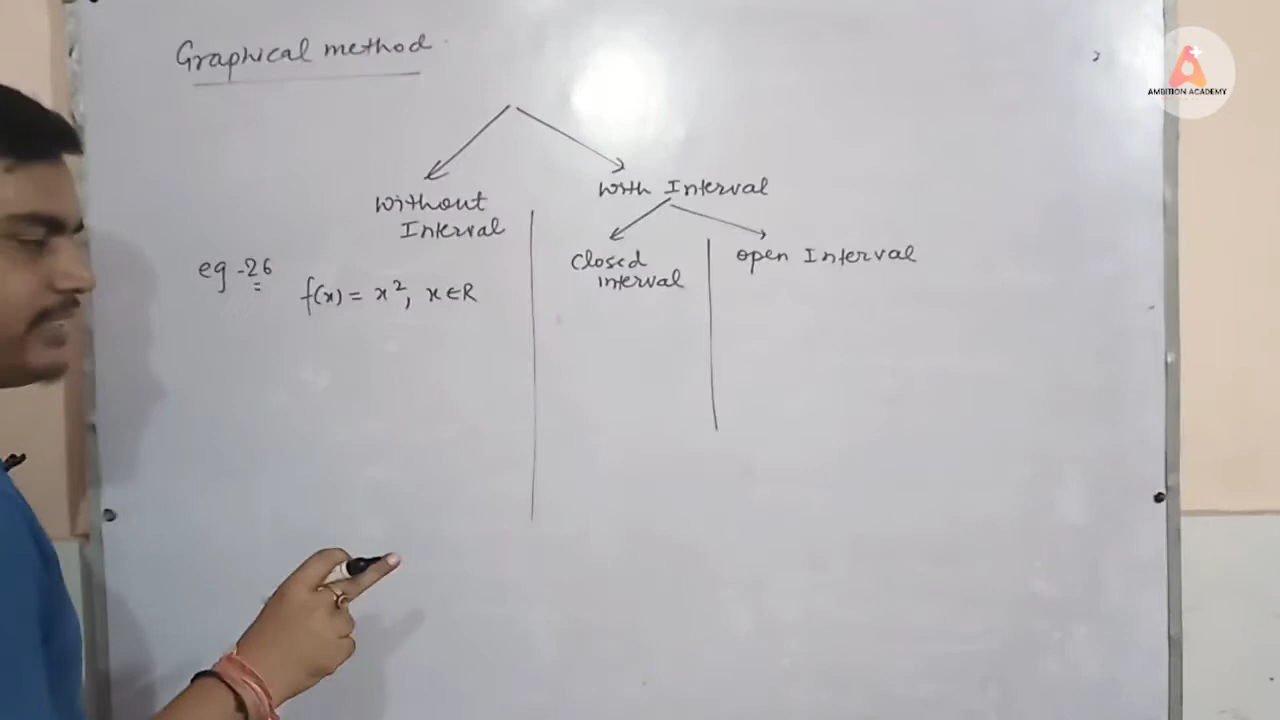 Graphical method
Without
Interval
With Interval
Closed
interval
open Interval
eg -26
f(x) = x², x∈R
A+
AMBITION ACADEMY